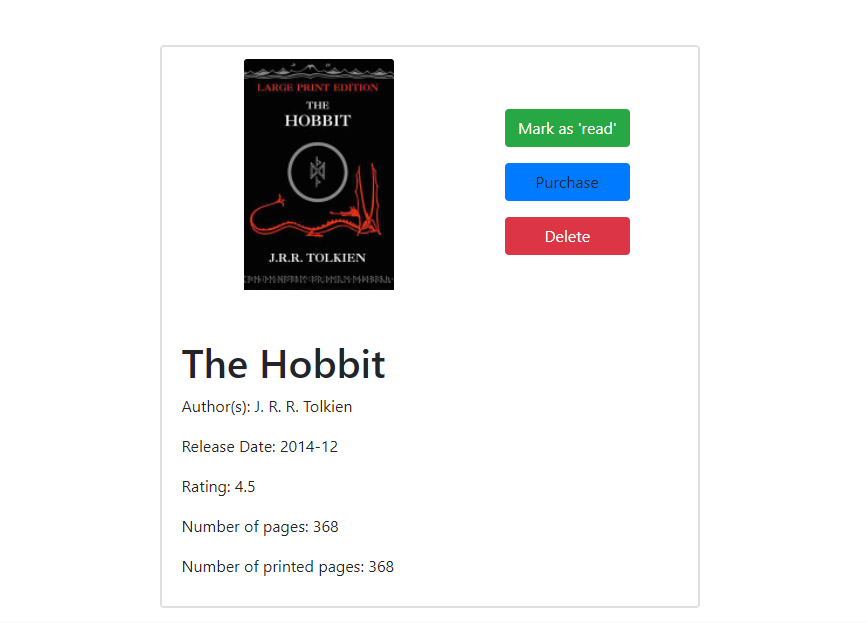 LARGE PRINT EDITION
THE
HOBBIT
J.R.R. TOLKIEN
Mark as 'read'
Purchase
Delete
The Hobbit
Author(s): J. R. R. Tolkien
Release Date: 2014-12
Rating: 4.5
Number of pages: 368
Number of printed pages: 368